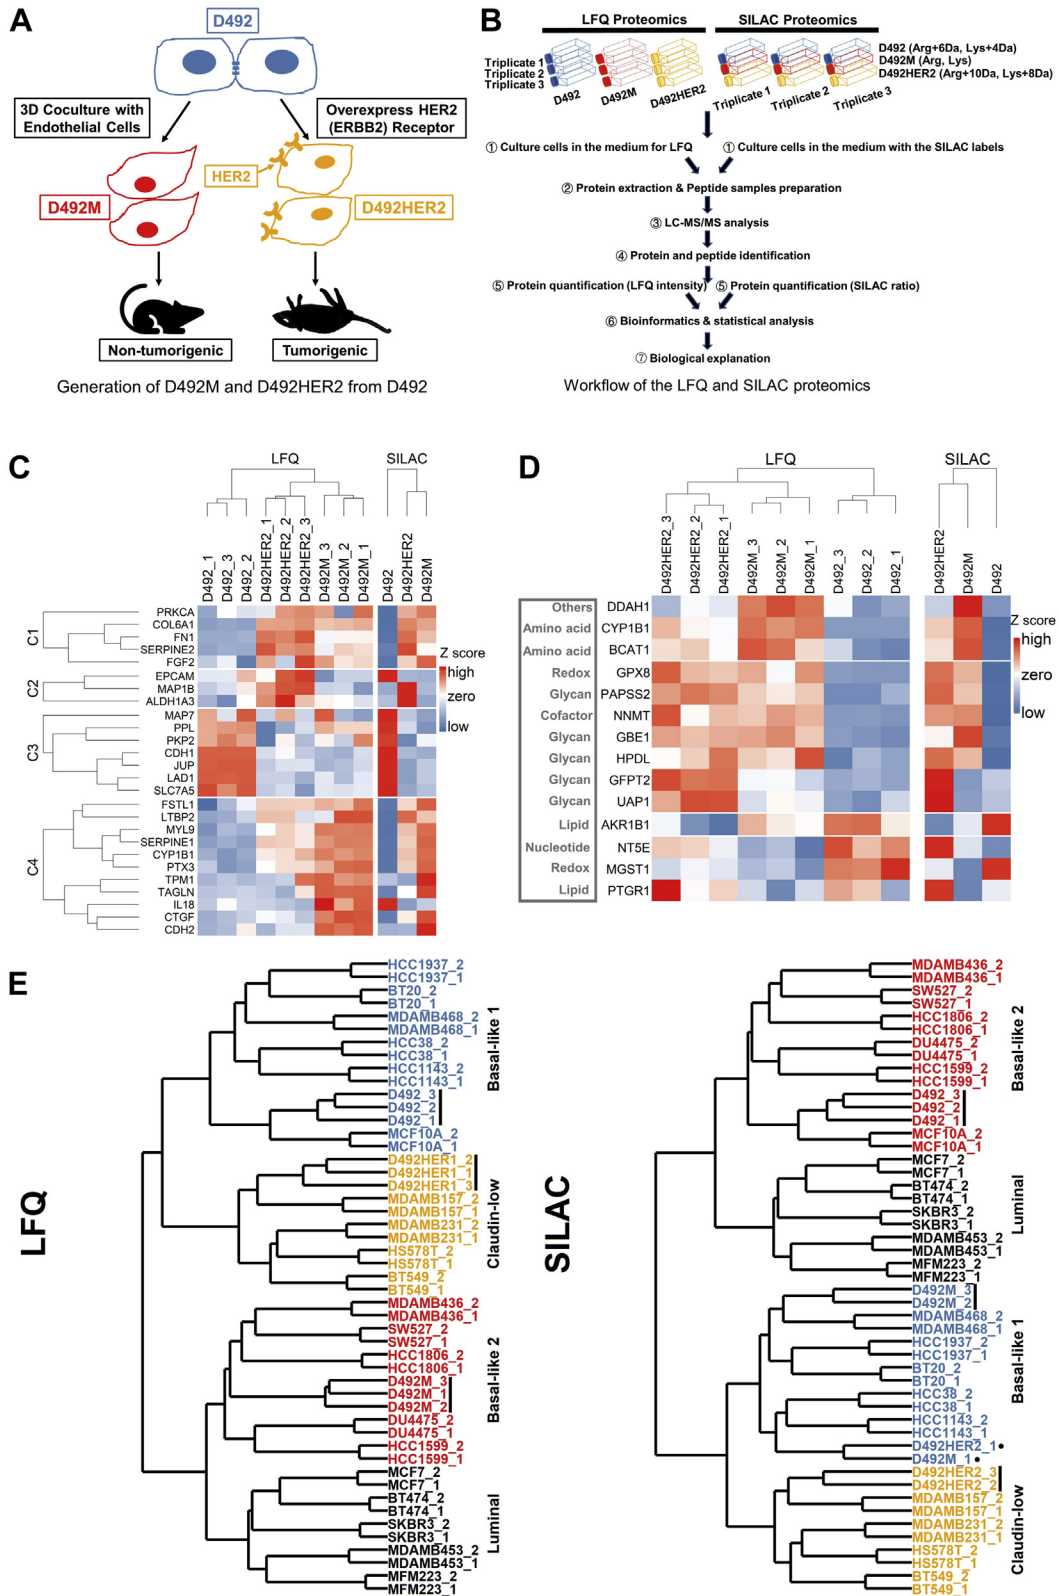 A
D492
3D Coculture with
Endothelial Cells
Overexpress HER2
(ERBB2) Receptor
HER2
D492M
D492HER2
Non-tumorigenic
Tumorigenic
Generation of D492M and D492HER2 from D492
B
LFQ Proteomics
SILAC Proteomics
Triplicate 1
Triplicate 2
Triplicate 3
D492
D492M
D492HER2
Triplicate 1
Triplicate 2
Triplicate 3
D492 (Arg+6Da, Lys+4Da)
D492M (Arg, Lys)
D492HER2 (Arg+10Da, Lys+8Da)
① Culture cells in the medium for LFQ
① Culture cells in the medium with the SILAC labels
② Protein extraction & Peptide samples preparation
③ LC-MS/MS analysis
④ Protein and peptide identification
⑤ Protein quantification (LFQ intensity)
⑤ Protein quantification (SILAC ratio)
⑥ Bioinformatics & statistical analysis
⑦ Biological explanation
Workflow of the LFQ and SILAC proteomics
C
LFQ
SILAC
D492_1
D492_3
D492_2
D492HER2_1
D492HER2_2
D492HER2_3
D492M_3
D492M_2
D492M_1
D492
D492HER2
D492M
C1
PRKCA
COL6A1
FN1
SERPINE2
FGF2
C2
EPCAM
MAP1B
ALDH1A3
C3
MAP7
PPL
PKP2
CDH1
JUP
LAD1
SLC7A5
C4
FSTL1
LTBP2
MYL9
SERPINE1
CYP1B1
PTX3
TPM1
TAGLN
IL18
CTGF
CDH2
Z score
high
zero
low
D
LFQ
SILAC
D492HER2_3
D492HER2_2
D492HER2_1
D492M_3
D492M_2
D492M_1
D492_3
D492_2
D492_1
D492HER2
D492M
D492
Others DDAH1
Amino acid CYP1B1
Amino acid BCAT1
Redox GPX8
Glycan PAPSS2
Cofactor NNMT
Glycan GBE1
Glycan HPDL
Glycan GFPT2
Glycan UAP1
Lipid AKR1B1
Nucleotide NT5E
Redox MGST1
Lipid PTGR1
Z score
high
zero
low
E
LFQ
HCC1937_2
HCC1937_1
BT20_2
BT20_1
MDAMB468_2
MDAMB468_1
HCC38_2
HCC38_1
HCC1143_2
HCC1143_1
D492_3
D492_2
D492_1
MCF10A_2
MCF10A_1
Basal-like 1
D492HER1_2
D492HER1_1
D492HER1_3
MDAMB157_2
MDAMB157_1
MDAMB231_2
MDAMB231_1
HS578T_2
HS578T_1
BT549_2
BT549_1
Claudin-low
MDAMB436_2
MDAMB436_1
SW527_2
SW527_1
HCC1806_2
HCC1806_1
D492M_3
D492M_1
D492M_2
DU4475_2
DU4475_1
HCC1599_2
HCC1599_1
Basal-like 2
MCF7_2
MCF7_1
BT474_2
BT474_1
SKBR3_2
SKBR3_1
MDAMB453_2
MDAMB453_1
MFM223_2
MFM223_1
Luminal
SILAC
MDAMB436_2
MDAMB436_1
SW527_2
SW527_1
HCC1806_2
HCC1806_1
DU4475_2
DU4475_1
HCC1599_2
HCC1599_1
D492_3
D492_2
D492_1
MCF10A_2
MCF10A_1
Basal-like 2
MCF7_2
MCF7_1
BT474_2
BT474_1
SKBR3_2
SKBR3_1
MDAMB453_2
MDAMB453_1
MFM223_2
MFM223_1
Luminal
D492M_3
D492M_2
MDAMB468_2
MDAMB468_1
HCC1937_2
HCC1937_1
BT20_2
BT20_1
HCC38_2
HCC38_1
HCC1143_2
HCC1143_1
D492HER2_1
D492M_1
Basal-like 1
D492HER2_3
D492HER2_2
MDAMB157_2
MDAMB157_1
MDAMB231_2
MDAMB231_1
HS578T_2
HS578T_1
BT549_2
BT549_1
Claudin-low